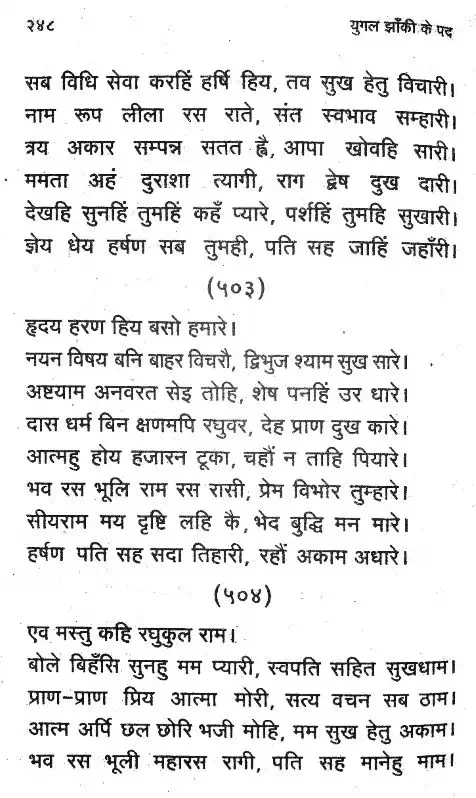 २४८ युगल झाँकी के पद
सब विधि सेवा करहिं हर्षि हिय, तव सुख हेतु विचारी।
नाम रूप लीला रस राते, संत स्वभाव सम्हारी।
त्रय अकार सम्पन्न सतत ह्वै, आपा खोवहि सारी।
ममता अहं दुराशा त्यागी, राग द्वेष दुख दारी।
देखहि सुनहिं तुमहिं कहँ प्यारे, पर्शहिं तुमहि सुखारी।
ज्ञेय धेय हर्षण सब तुमही, पति सह जाहिं जहाँरी।
(५०३)
हृदय हरण हिय बसो हमारे।
नयन विषय बनि बाहर विचरौ, द्विभुज श्याम सुख सारे।
अष्टयाम अनवरत सेइ तोहि, शेष पनहिं उर धारे।
दास धर्म बिन क्षणमपि रघुवर, देह प्राण दुख कारे।
आत्महु होय हजारन टूका, चहौं न ताहि पियारे।
भव रस भूलि राम रस रासी, प्रेम विभोर तुम्हारे।
सीयराम मय दृष्टि लहि कै, भेद बुद्धि मन मारे।
हर्षण पति सह सदा तिहारी, रहौं अकाम अधारे।
(५०४)
एव मस्तु कहि रघुकुल राम।
बोले बिहँसि सुनहु मम प्यारी, स्वपति सहित सुखधाम।
प्राण-प्राण प्रिय आत्मा मोरी, सत्य वचन सब ठाम।
आत्म अर्पि छल छोरि भजी मोहि, मम सुख हेतु अकाम।
भव रस भूली महारस रागी, पति सह मानेहु माम।